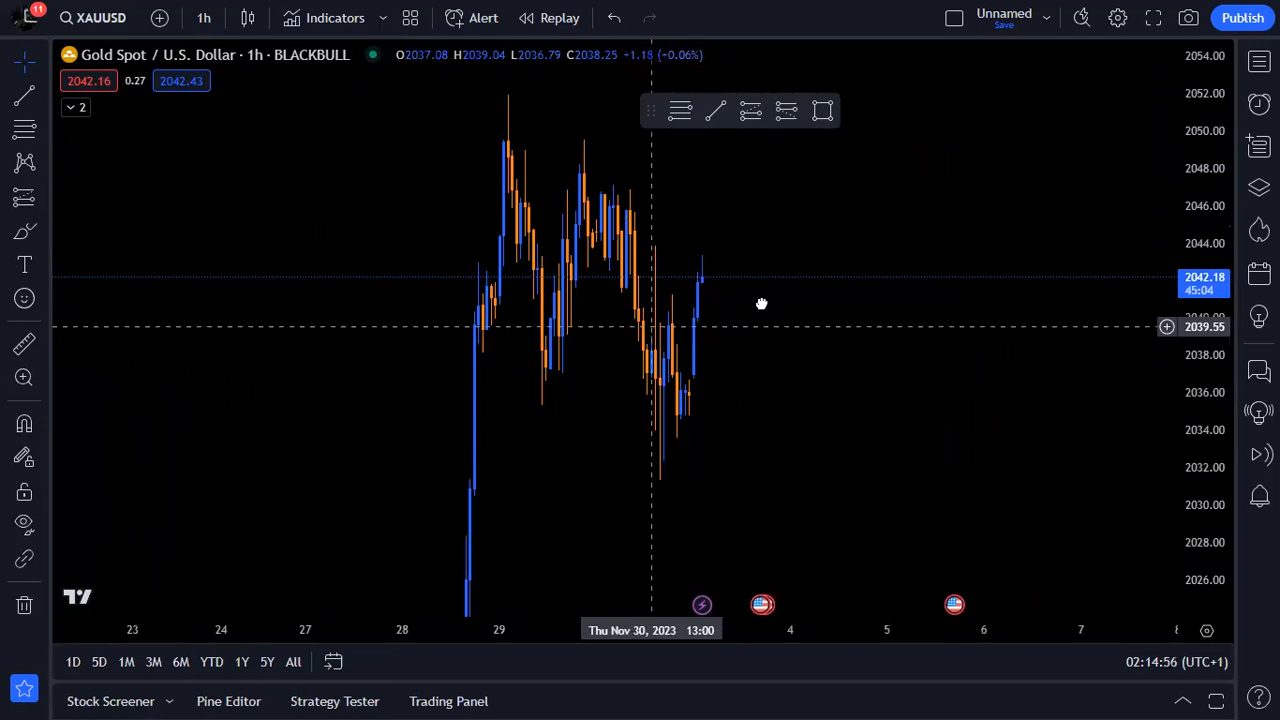 11
XAUUSD
1h
Indicators
Alert
Replay
Unnamed
Save
Publish
Gold Spot / U.S. Dollar · 1h · BLACKBULL
O2037.08 H2039.04 L2036.79 C2038.25 +1.18 (+0.06%)
2042.16
0.27
2042.43
2
2054.00
2052.00
2050.00
2048.00
2046.00
2044.00
2042.18
45:04
2040.00
2039.55
2038.00
2036.00
2034.00
2032.00
2030.00
2028.00
2026.00
23
24
27
28
29
Thu Nov 30, 2023 13:00
4
5
6
7
1D
5D
1M
3M
6M
YTD
1Y
5Y
All
02:14:56 (UTC+1)
Stock Screener
Pine Editor
Strategy Tester
Trading Panel